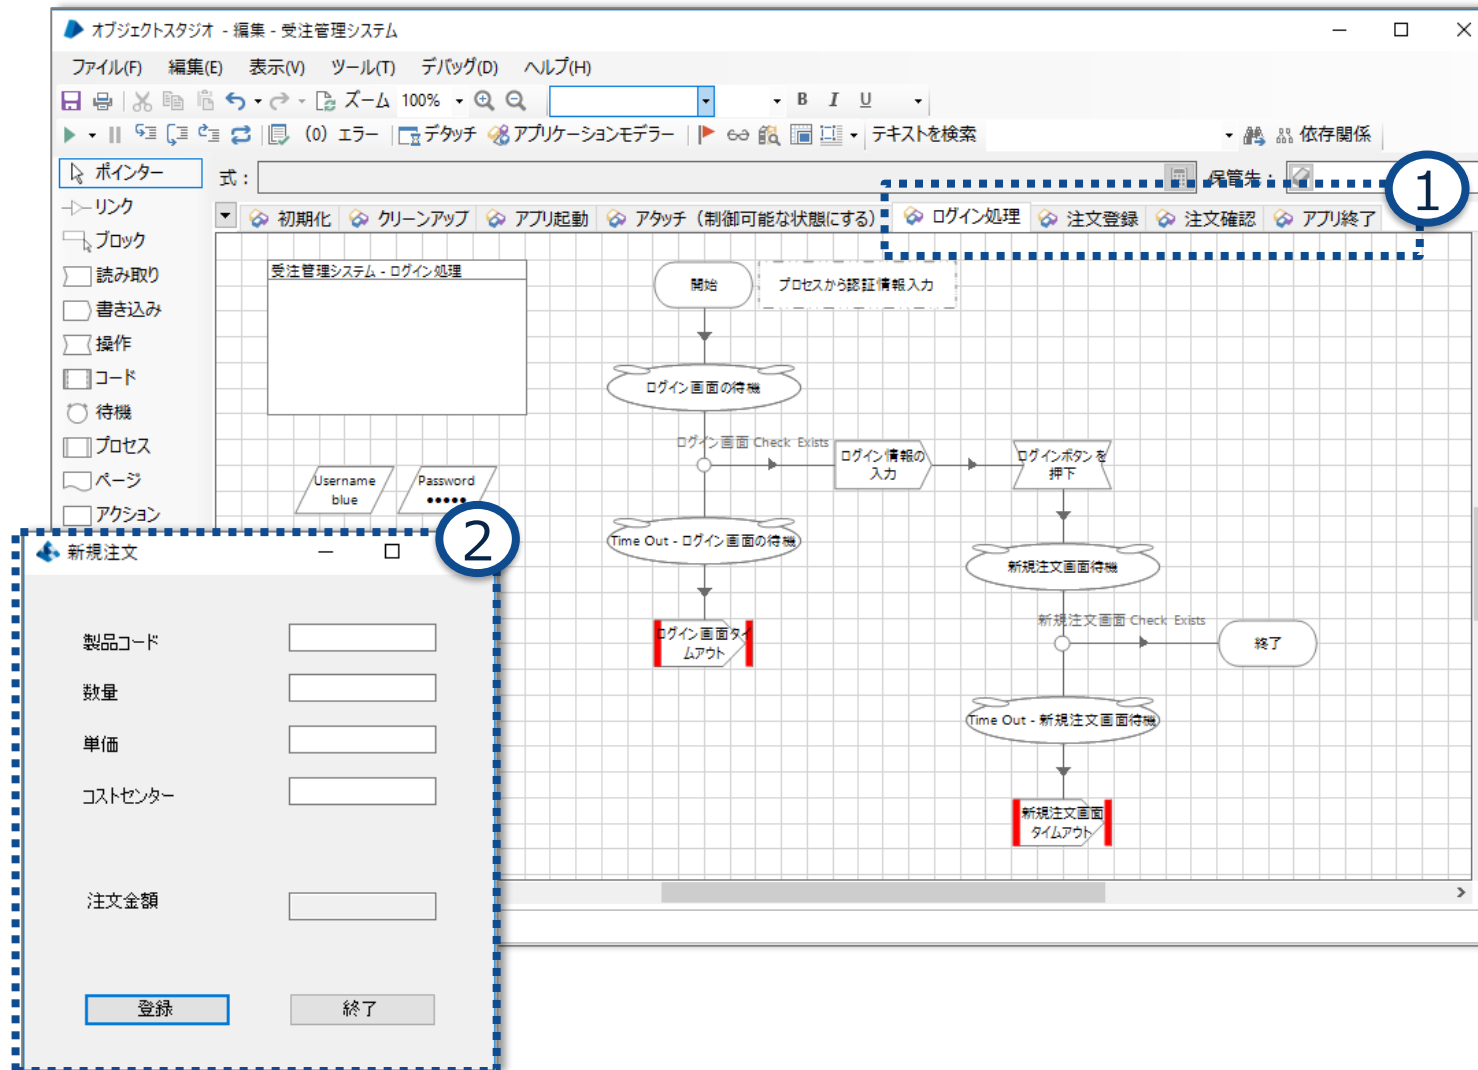 オブジェクトスタジオ - 編集 - 受注管理システム
ファイル(F) 編集(E) 表示(V) ツール(T) デバッグ(D) ヘルプ(H)
ズーム 100% B I U
(0) エラー デタッチ アプリケーションモデラー テキストを検索 依存関係
ポインター
式:
保管先:
1
リンク
ブロック
読み取り
書き込み
操作
コード
待機
プロセス
ページ
アクション
初期化 クリーンアップ アプリ起動 アタッチ（制御可能な状態にする） ログイン処理 注文登録 注文確認 アプリ終了
受注管理システム - ログイン処理
開始
プロセスから認証情報入力
ログイン画面の待機
ログイン画面 Check Exists
ログイン情報の
入力
ログインボタンを
押下
Username
blue
Password
●●●●●
Time Out - ログイン画面の待機
新規注文画面待機
ログイン画面タイ
ムアウト
新規注文画面 Check Exists
終了
Time Out - 新規注文画面待機
新規注文画面
タイムアウト
2
新規注文
製品コード
数量
単価
コストセンター
注文金額
登録
終了